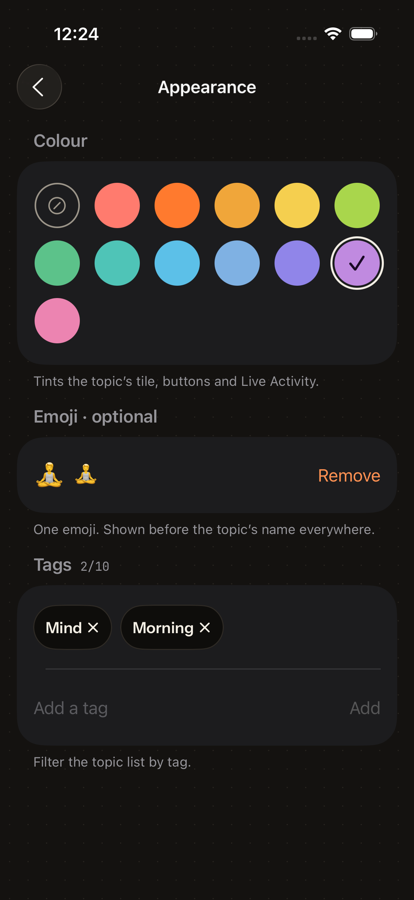 12:24
Appearance
Colour
Tints the topic's tile, buttons and Live Activity.
Emoji · optional
🧘 🧘 Remove
One emoji. Shown before the topic's name everywhere.
Tags 2/10
Mind × Morning ×
Add a tag Add
Filter the topic list by tag.